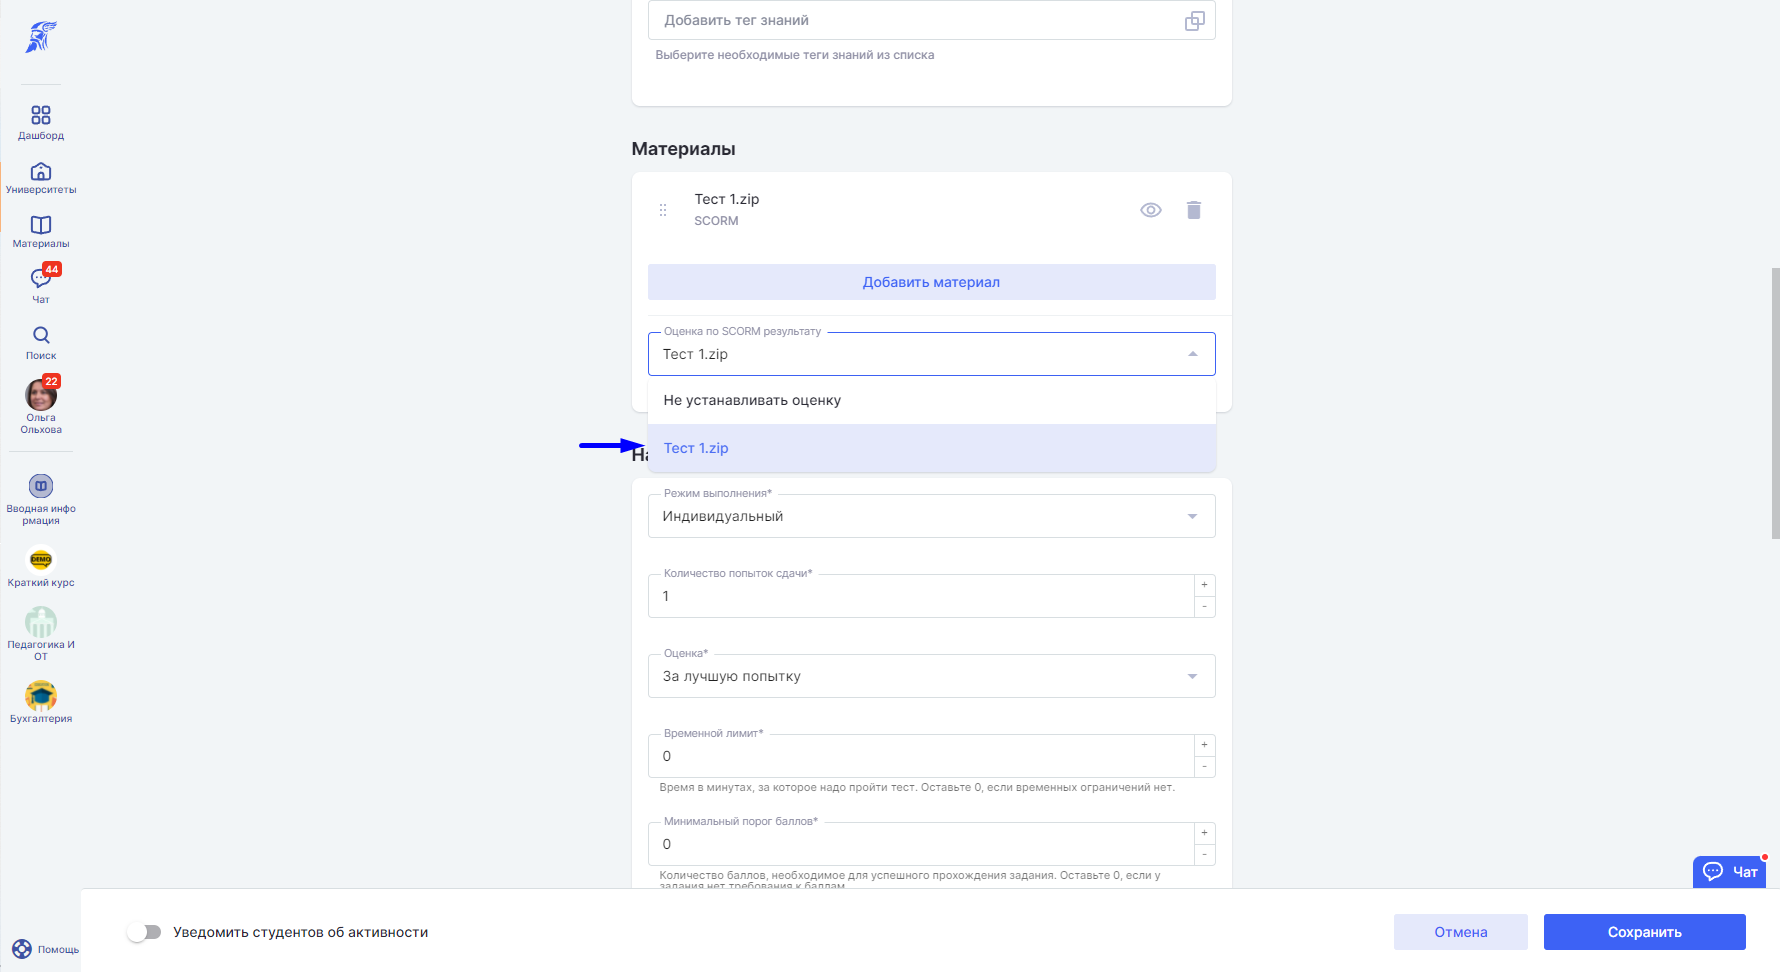 Добавить тег знаний
Выберите необходимые теги знаний из списка
Материалы
Тест 1.zip
SCORM
Добавить материал
Оценка по SCORM результату
Тест 1.zip
Не устанавливать оценку
Тест 1.zip
Режим выполнения*
Индивидуальный
Количество попыток сдачи*
1
+
-
Оценка*
За лучшую попытку
Временной лимит*
0
+
-
Время в минутах, за которое надо пройти тест. Оставьте 0, если временных ограничений нет.
Минимальный порог баллов*
0
+
-
Количество баллов, необходимое для успешного прохождения задания. Оставьте 0, если у
задания нет требования к баллам
Дашборд
Университеты
Материалы
44
Чат
Поиск
22
Ольга
Ольхова
Вводная инфо
рмация
DEMO
Краткий курс
Педагогика И
ОТ
Бухгалтерия
Помощь
Уведомить студентов об активности
Отмена
Сохранить
Чат